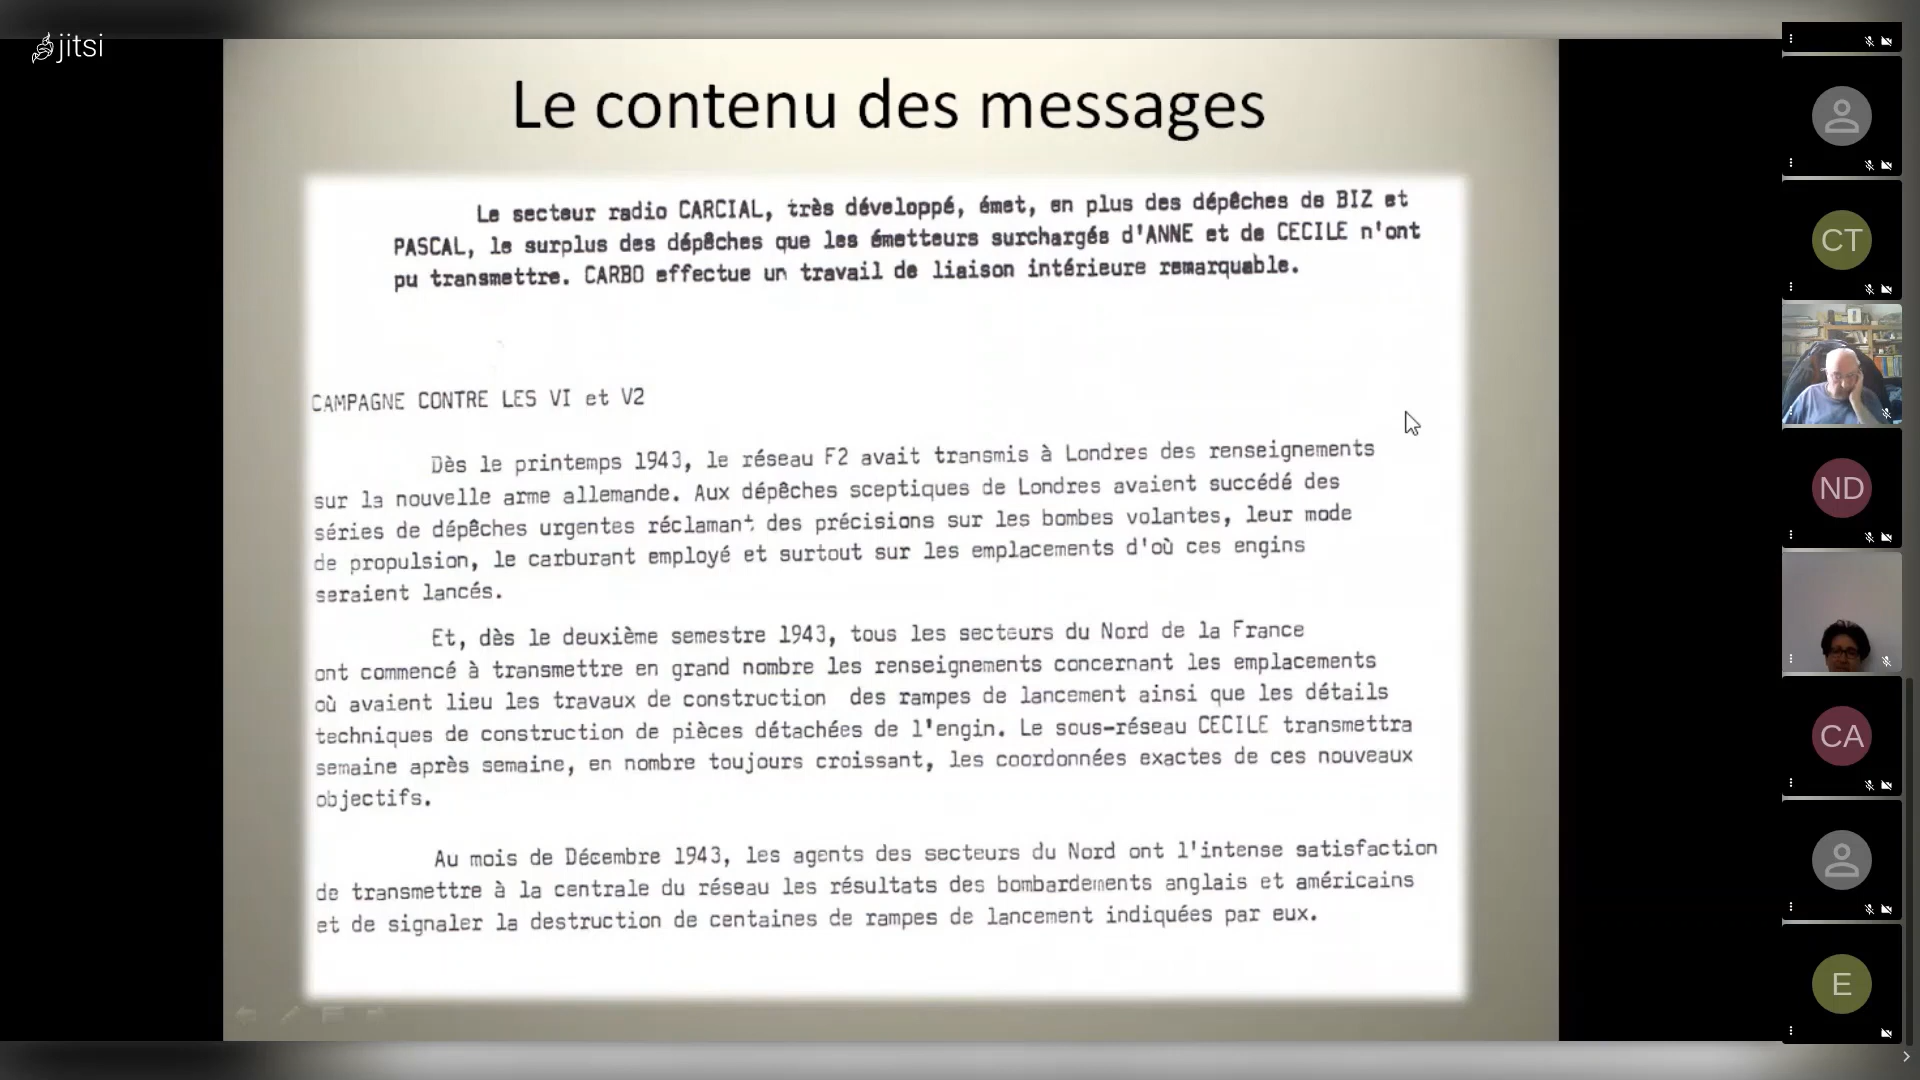 jitsi
Le contenu des messages
Le secteur radio CARCIAL, très développé, émet, en plus des dépêches de BIZ et
PASCAL, le surplus des dépêches que les émetteurs surchargés d'ANNE et de CECILE n'ont
pu transmettre. CARBO effectue un travail de liaison intérieure remarquable.
CAMPAGNE CONTRE LES VI et V2
Dès le printemps 1943, le réseau F2 avait transmis à Londres des renseignements
sur la nouvelle arme allemande. Aux dépêches sceptiques de Londres avaient succédé des
séries de dépêches urgentes réclamant des précisions sur les bombes volantes, leur mode
de propulsion, le carburant employé et surtout sur les emplacements d'où ces engins
seraient lancés.
Et, dès le deuxième semestre 1943, tous les secteurs du Nord de la France
ont commencé à transmettre en grand nombre les renseignements concernant les emplacements
où avaient lieu les travaux de construction des rampes de lancement ainsi que les détails
techniques de construction de pièces détachées de l'engin. Le sous-réseau CECILE transmettra
semaine après semaine, en nombre toujours croissant, les coordonnées exactes de ces nouveaux
objectifs.
Au mois de Décembre 1943, les agents des secteurs du Nord ont l'intense satisfaction
de transmettre à la centrale du réseau les résultats des bombardements anglais et américains
et de signaler la destruction de centaines de rampes de lancement indiquées par eux.
CT
ND
CA
E